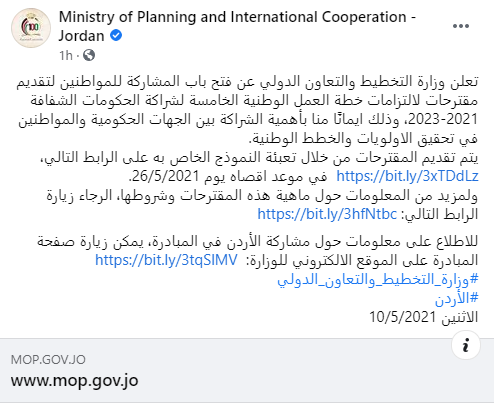 Ministry of Planning and International Cooperation -
Jordan
1h ·
تعلن وزارة التخطيط والتعاون الدولي عن فتح باب المشاركة للمواطنين لتقديم
مقترحات لالتزامات خطة العمل الوطنية الخامسة لشراكة الحكومات الشفافة
2021-2023، وذلك ايمانًا منا بأهمية الشراكة بين الجهات الحكومية والمواطنين
في تحقيق الاولويات والخطط الوطنية.
يتم تقديم المقترحات من خلال تعبئة النموذج الخاص به على الرابط التالي،
https://bit.ly/3xTDdLz في موعد اقصاه يوم 26/5/2021.
ولمزيد من المعلومات حول ماهية هذه المقترحات وشروطها، الرجاء زيارة
الرابط التالي: https://bit.ly/3hfNtbc
للاطلاع على معلومات حول مشاركة الأردن في المبادرة، يمكن زيارة صفحة
المبادرة على الموقع الالكتروني للوزارة: https://bit.ly/3tqSIMV
#وزارة_التخطيط_والتعاون_الدولي
#الأردن
الاثنين 10/5/2021
MOP.GOV.JO
www.mop.gov.jo